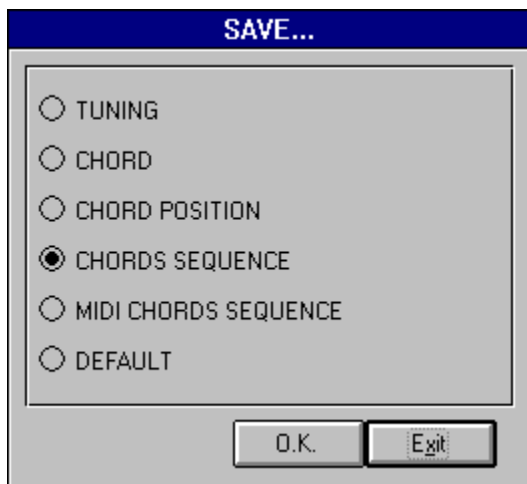 SAVE...
TUNING
CHORD
CHORD POSITION
CHORDS SEQUENCE
MIDI CHORDS SEQUENCE
DEFAULT
O.K. Exit